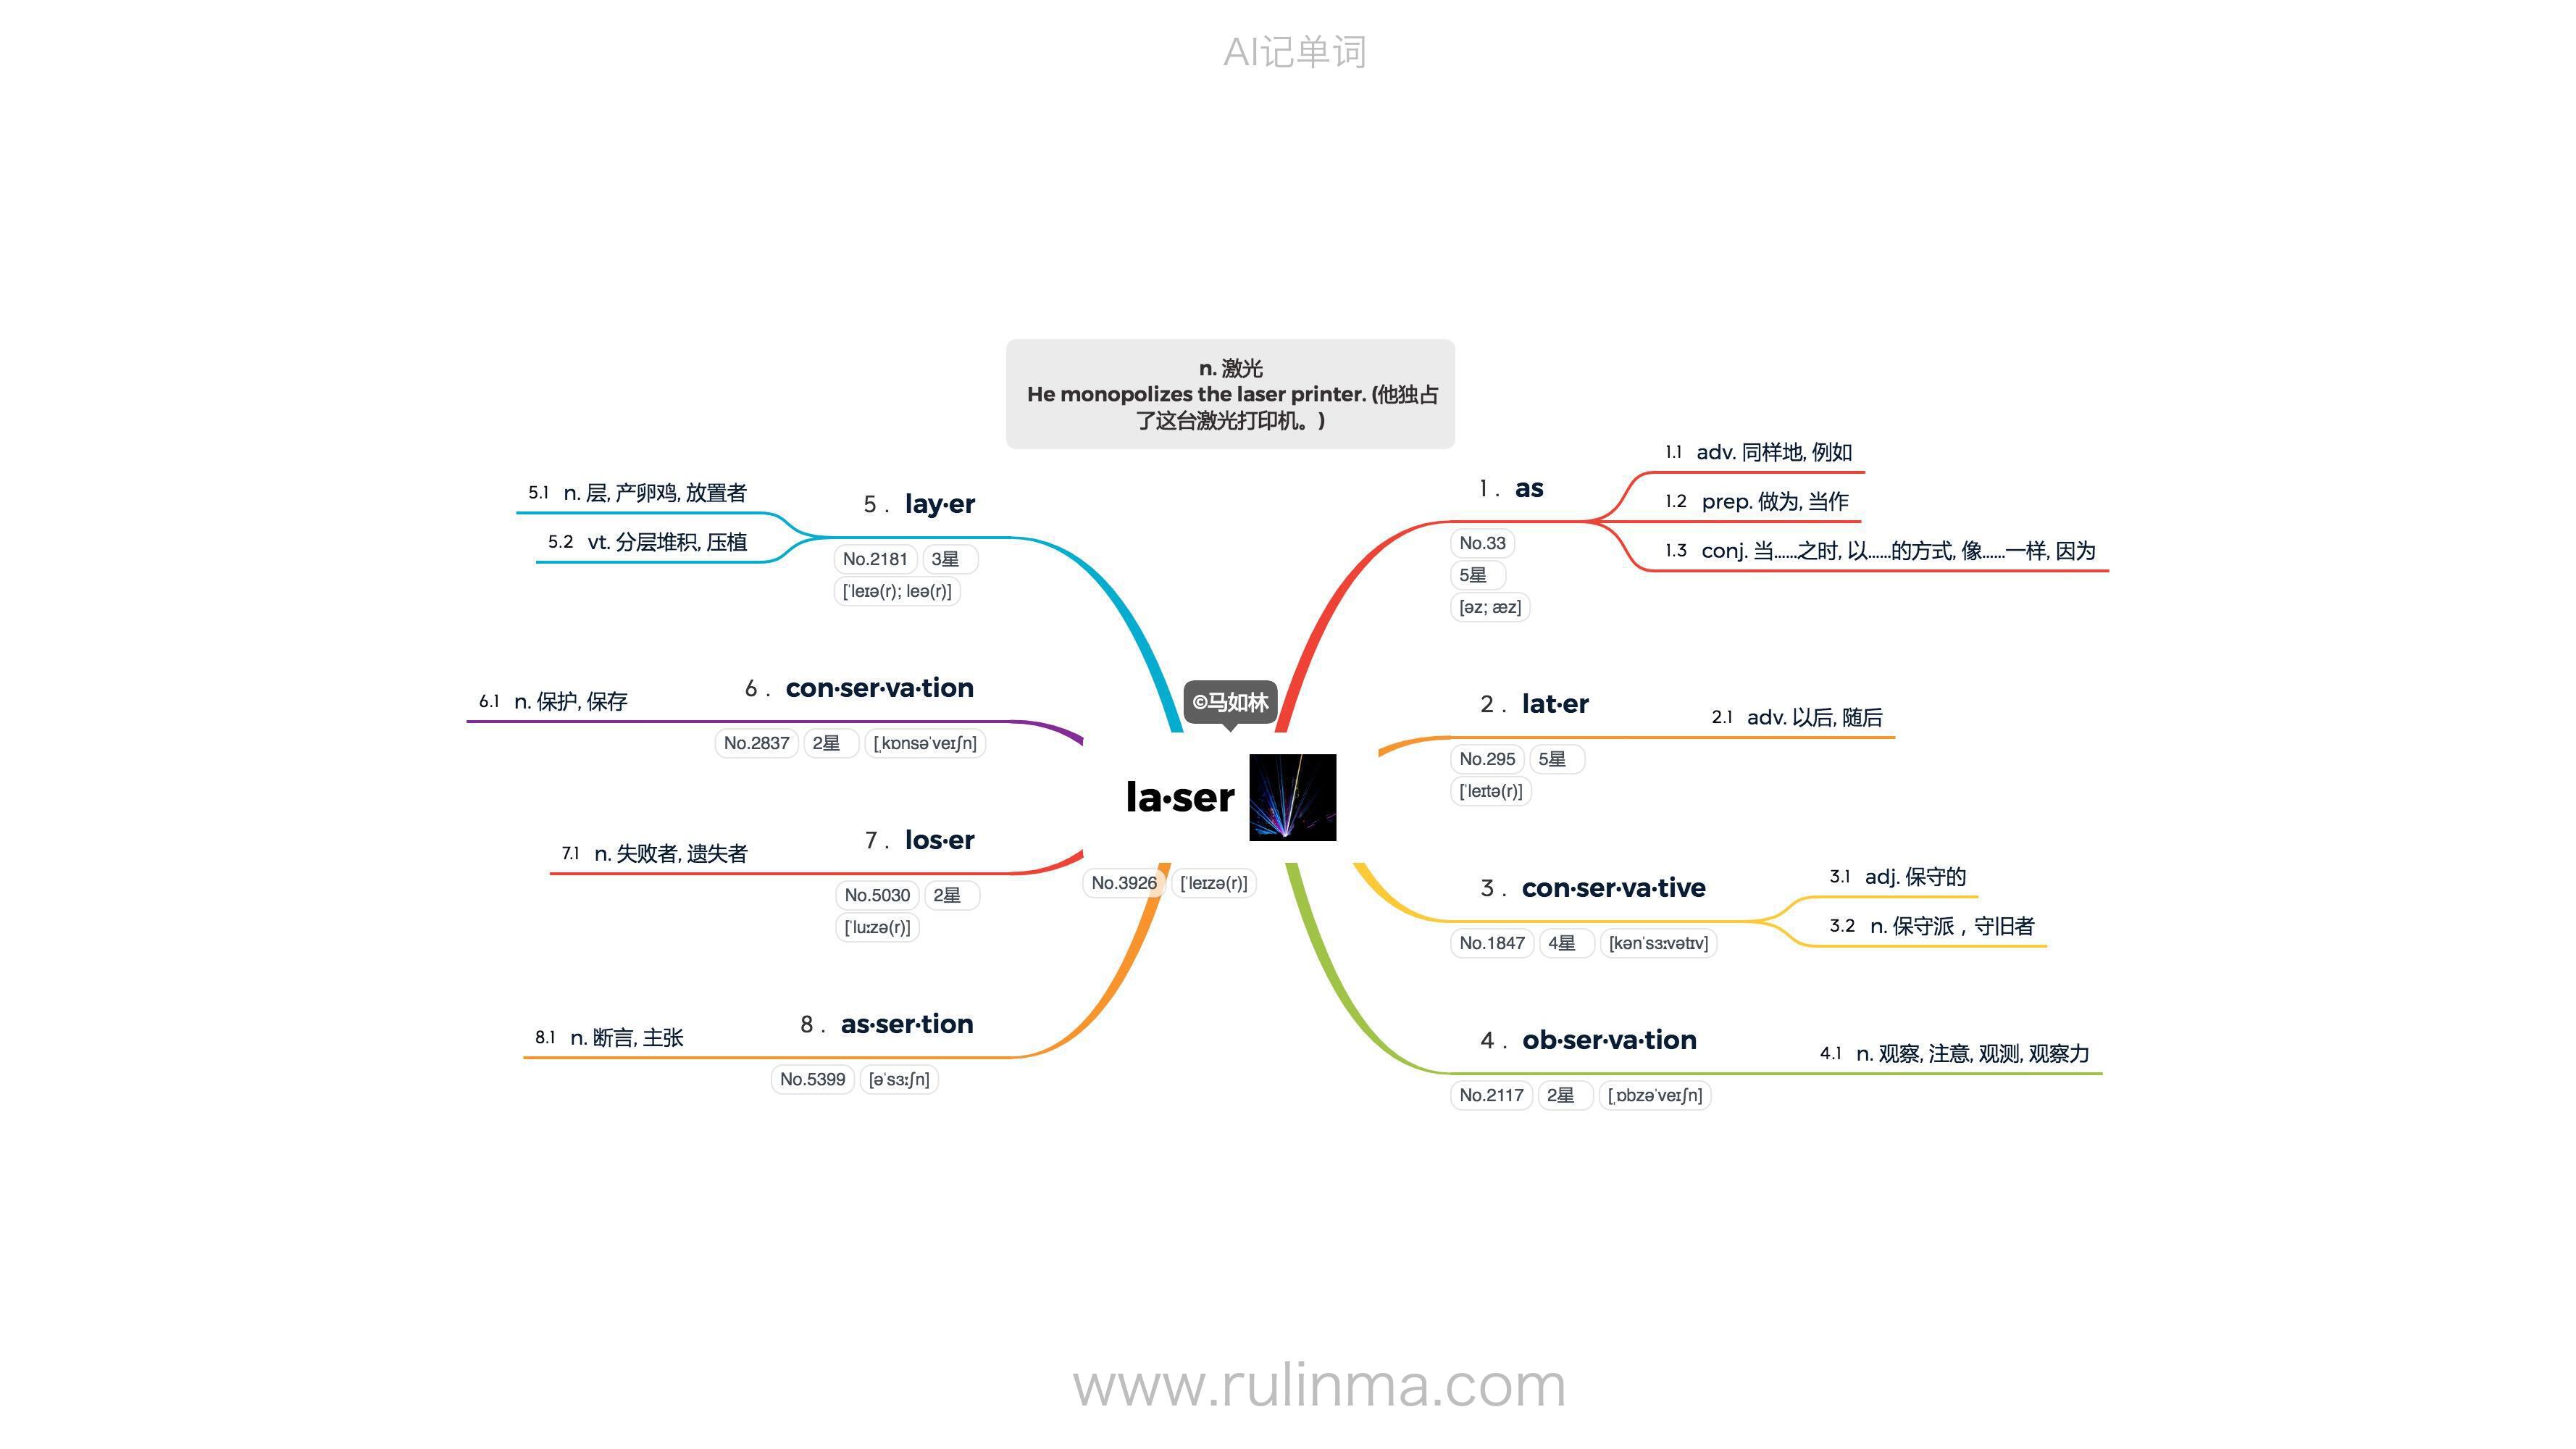 AI记单词
n. 激光
He monopolizes the laser printer. (他独占
了这台激光打印机。)
©马如林
la·ser
No.3926 [ˈleɪzə(r)]
1 . as
No.33
5星
[əz; æz]
1.1 adv. 同样地, 例如
1.2 prep. 做为, 当作
1.3 conj. 当……之时, 以……的方式, 像……一样, 因为
2 . lat·er
No.295 5星
[ˈleɪtə(r)]
2.1 adv. 以后, 随后
3 . con·ser·va·tive
No.1847 4星 [kənˈsɜːvətɪv]
3.1 adj. 保守的
3.2 n. 保守派，守旧者
4 . ob·ser·va·tion
No.2117 2星 [ˌɒbzəˈveɪʃn]
4.1 n. 观察, 注意, 观测, 观察力
5 . lay·er
No.2181 3星
[ˈleɪə(r); leə(r)]
5.1 n. 层, 产卵鸡, 放置者
5.2 vt. 分层堆积, 压植
6 . con·ser·va·tion
No.2837 2星 [ˌkɒnsəˈveɪʃn]
6.1 n. 保护, 保存
7 . los·er
No.5030 2星
[ˈluːzə(r)]
7.1 n. 失败者, 遗失者
8 . as·ser·tion
No.5399 [əˈsɜːʃn]
8.1 n. 断言, 主张
www.rulinma.com